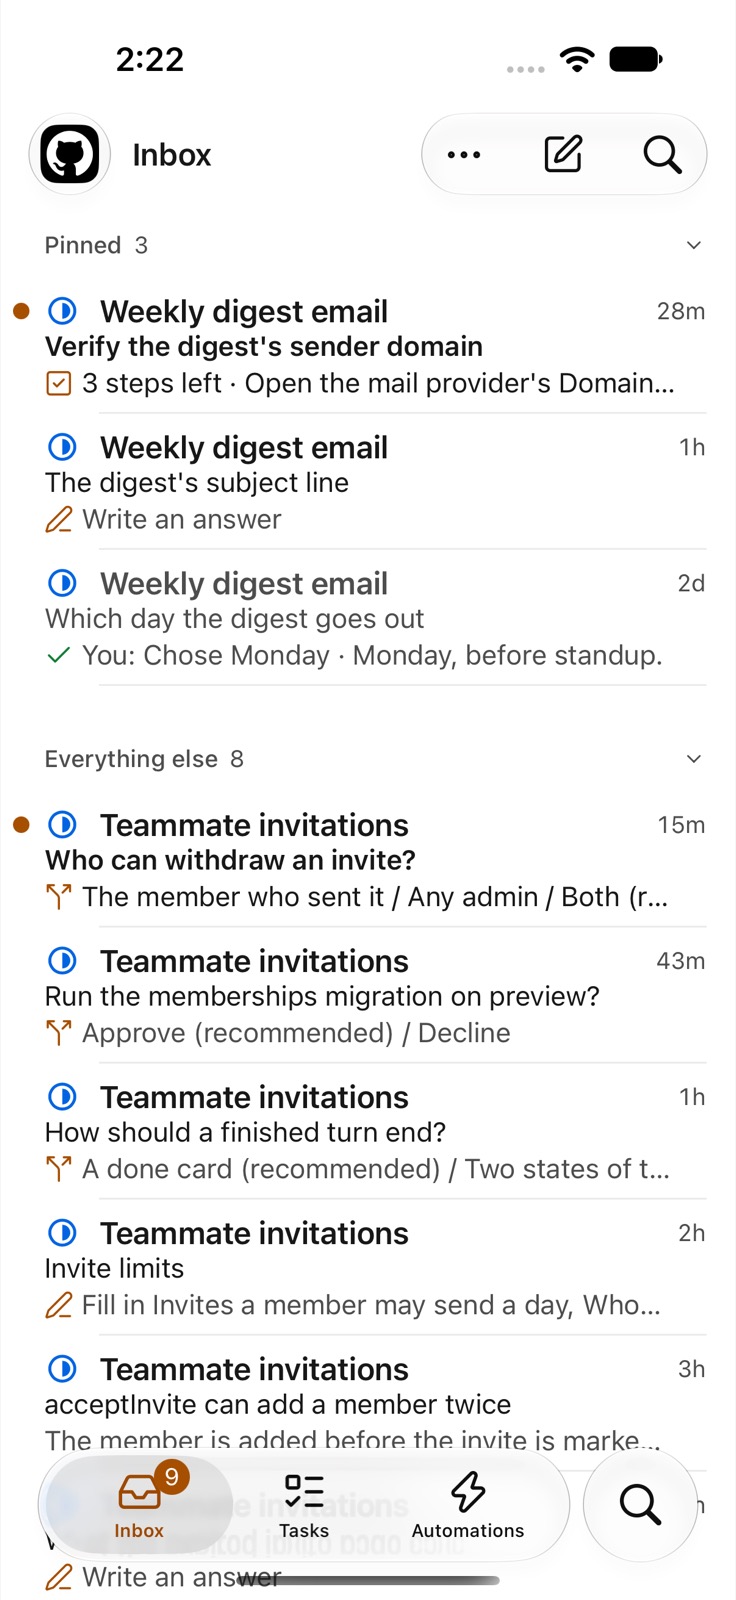 2:22
Inbox
Pinned 3
Weekly digest email 28m
Verify the digest's sender domain
3 steps left · Open the mail provider's Domain...
Weekly digest email 1h
The digest's subject line
Write an answer
Weekly digest email 2d
Which day the digest goes out
You: Chose Monday · Monday, before standup.
Everything else 8
Teammate invitations 15m
Who can withdraw an invite?
The member who sent it / Any admin / Both (r...
Teammate invitations 43m
Run the memberships migration on preview?
Approve (recommended) / Decline
Teammate invitations 1h
How should a finished turn end?
A done card (recommended) / Two states of t...
Teammate invitations 2h
Invite limits
Fill in Invites a member may send a day, Who...
Teammate invitations 3h
acceptInvite can add a member twice
The member is added before the invite is marke...
9
Inbox Tasks Automations
Write an answer